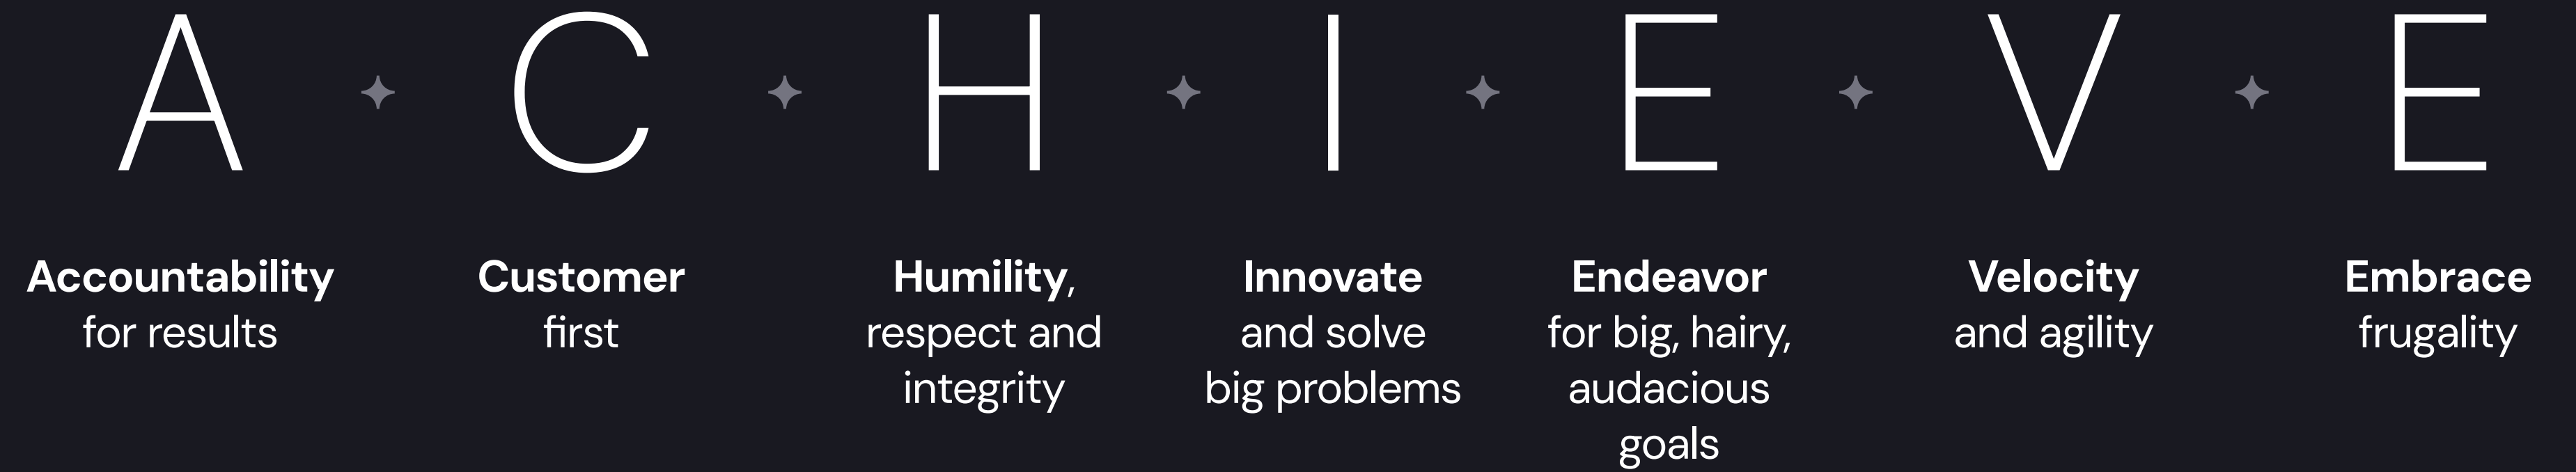 A C H I E V E
Accountability
for results
Customer
first
Humility,
respect and
integrity
Innovate
and solve
big problems
Endeavor
for big, hairy,
audacious
goals
Velocity
and agility
Embrace
frugality